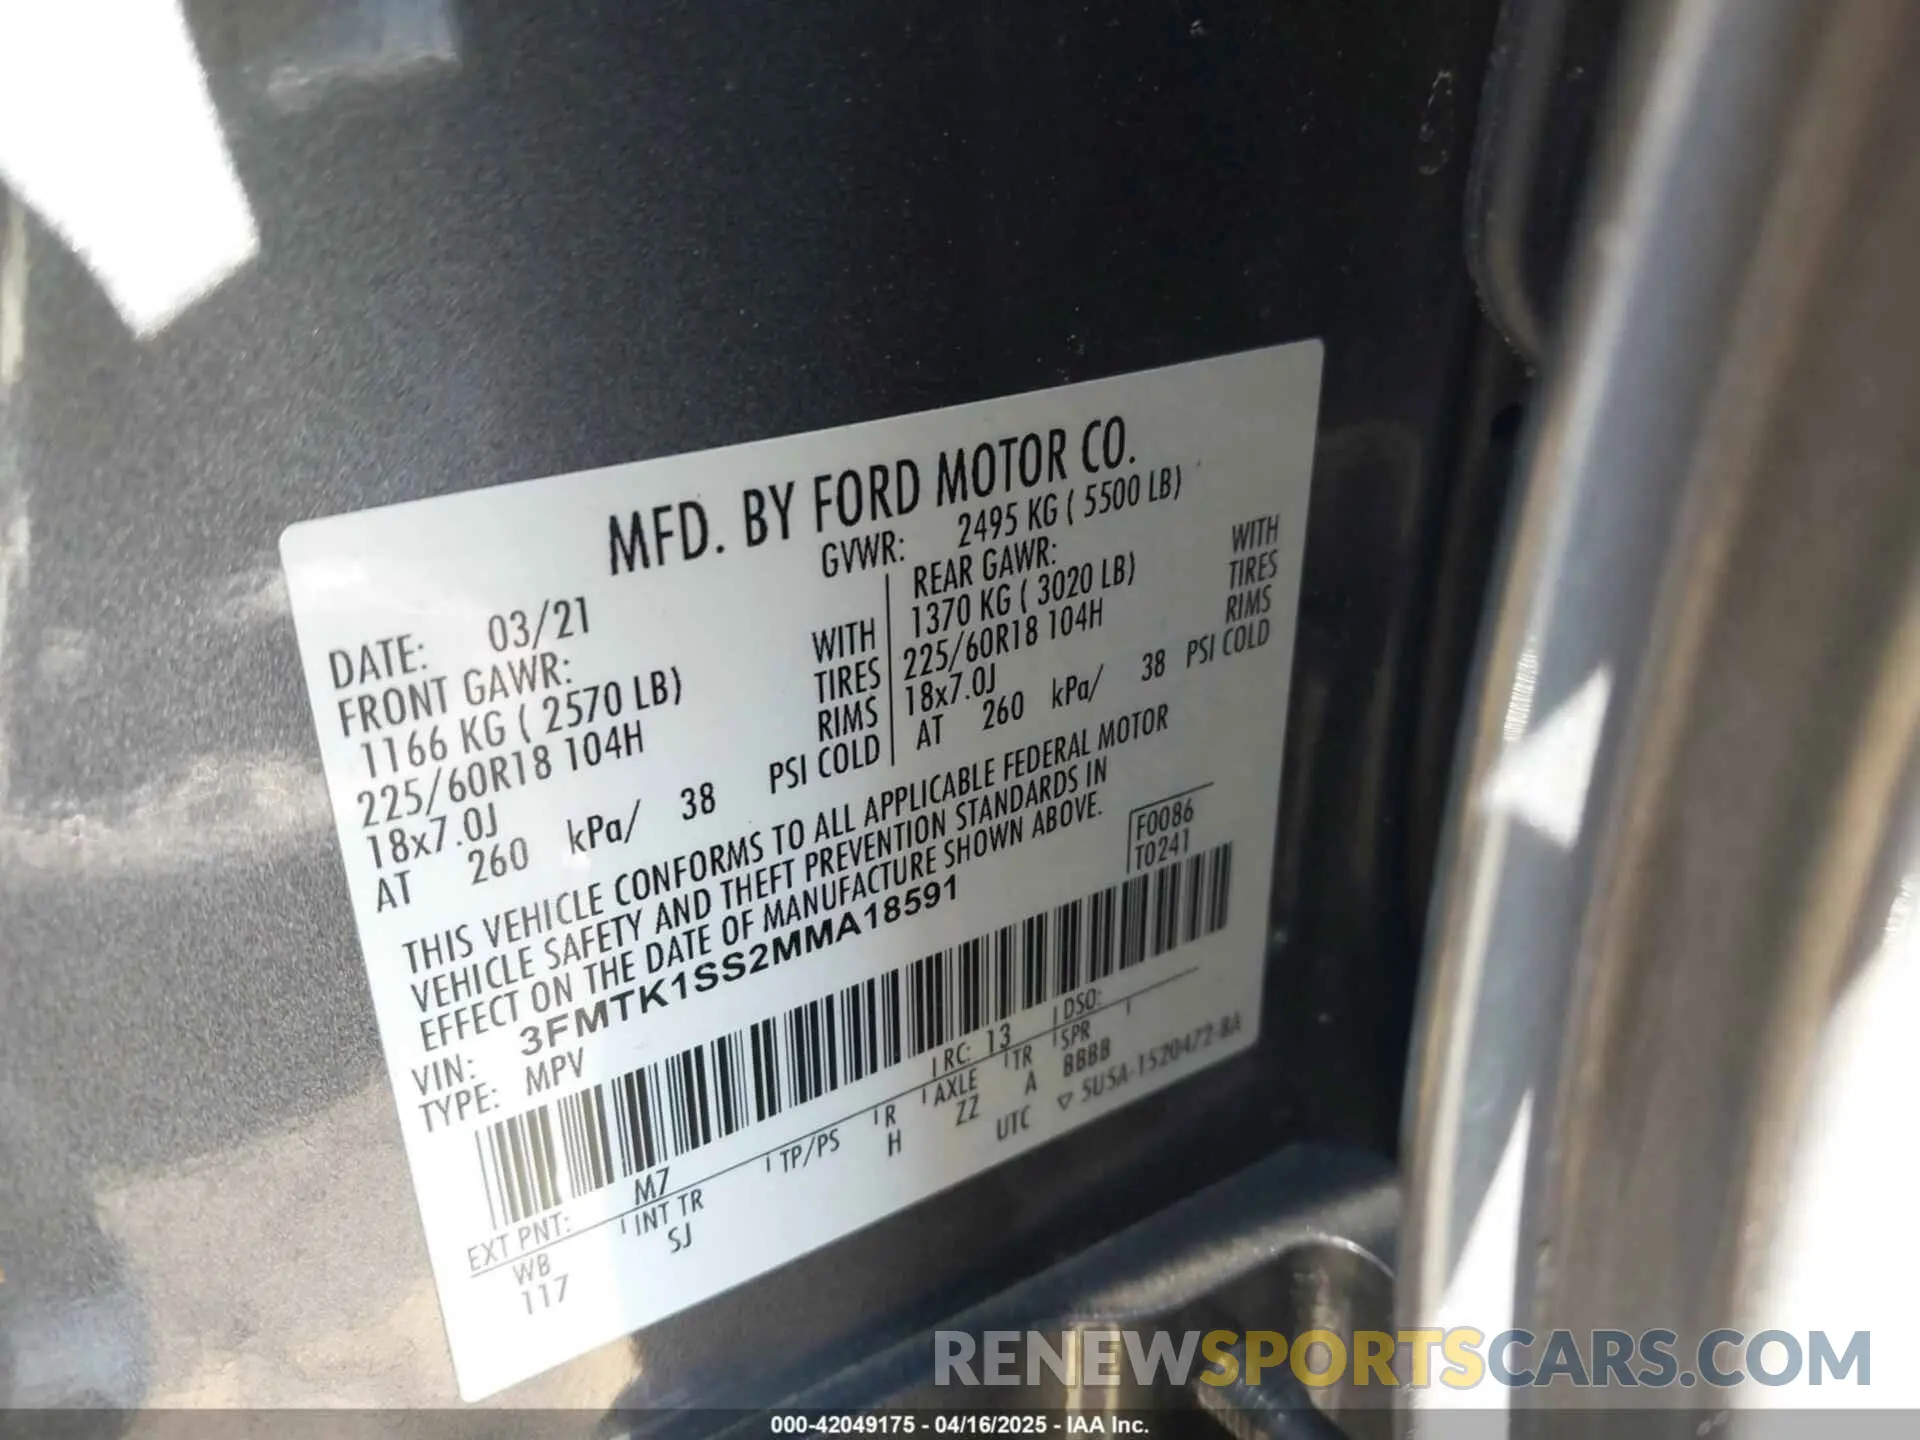 MFD. BY FORD MOTOR CO.
DATE: 03/21 GVWR: 2495 KG ( 5500 LB)
FRONT GAWR: REAR GAWR:
1166 KG ( 2570 LB) WITH 1370 KG ( 3020 LB) WITH
225/60R18 104H TIRES 225/60R18 104H TIRES
18x7.0J RIMS 18x7.0J RIMS
AT 260 kPa/ 38 PSI COLD AT 260 kPa/ 38 PSI COLD
THIS VEHICLE CONFORMS TO ALL APPLICABLE FEDERAL MOTOR
VEHICLE SAFETY AND THEFT PREVENTION STANDARDS IN
EFFECT ON THE DATE OF MANUFACTURE SHOWN ABOVE.
F0086
T0241
VIN: 3FMTK1SS2MMA18591
TYPE: MPV
EXT PNT: M7 RC: 13 DSO:
WB INT TR TP/PS R AXLE TR SPR
117 SJ H ZZ A BBBB
UTC ▽ 5U5A-1520472-BA
RENEWSPORTSCARS.COM
000-42049175 - 04/16/2025 - IAA Inc.